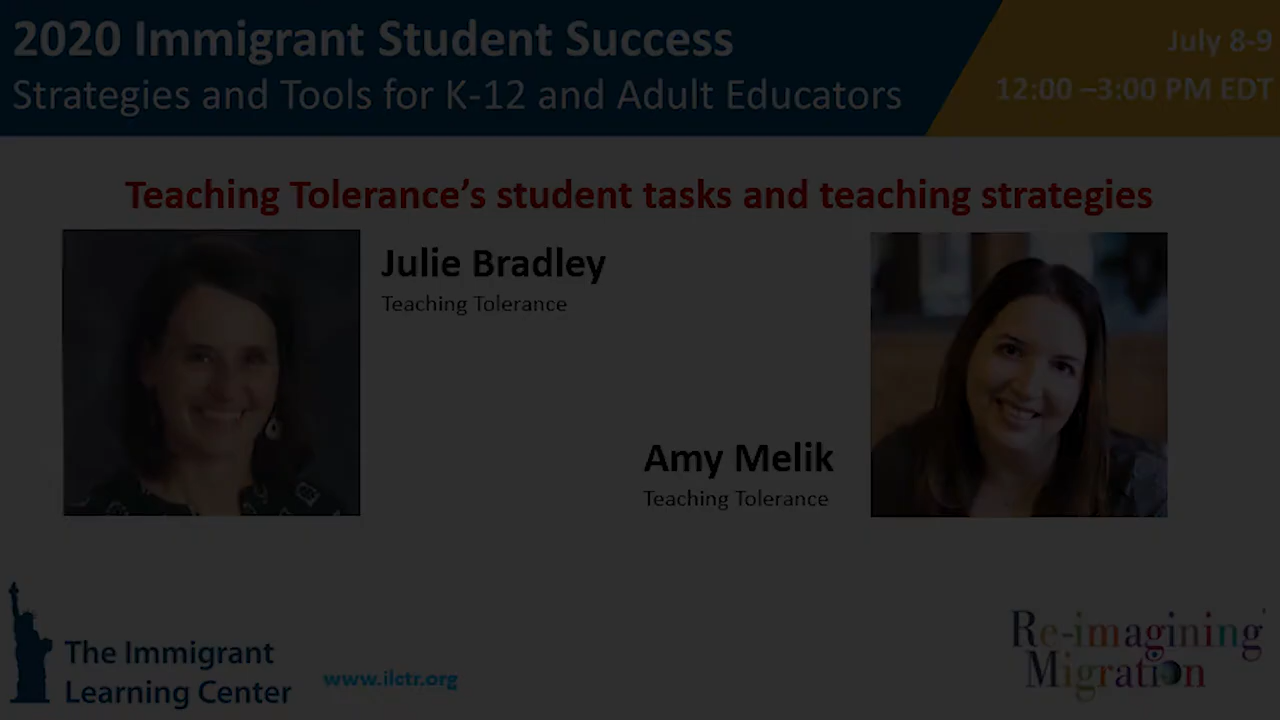 2020 Immigrant Student Success
Strategies and Tools for K-12 and Adult Educators
July 8-9
12:00 –3:00 PM EDT
Teaching Tolerance’s student tasks and teaching strategies
Julie Bradley
Teaching Tolerance
Amy Melik
Teaching Tolerance
The Immigrant
Learning Center
www.ilctr.org
Re-imagining
Migration